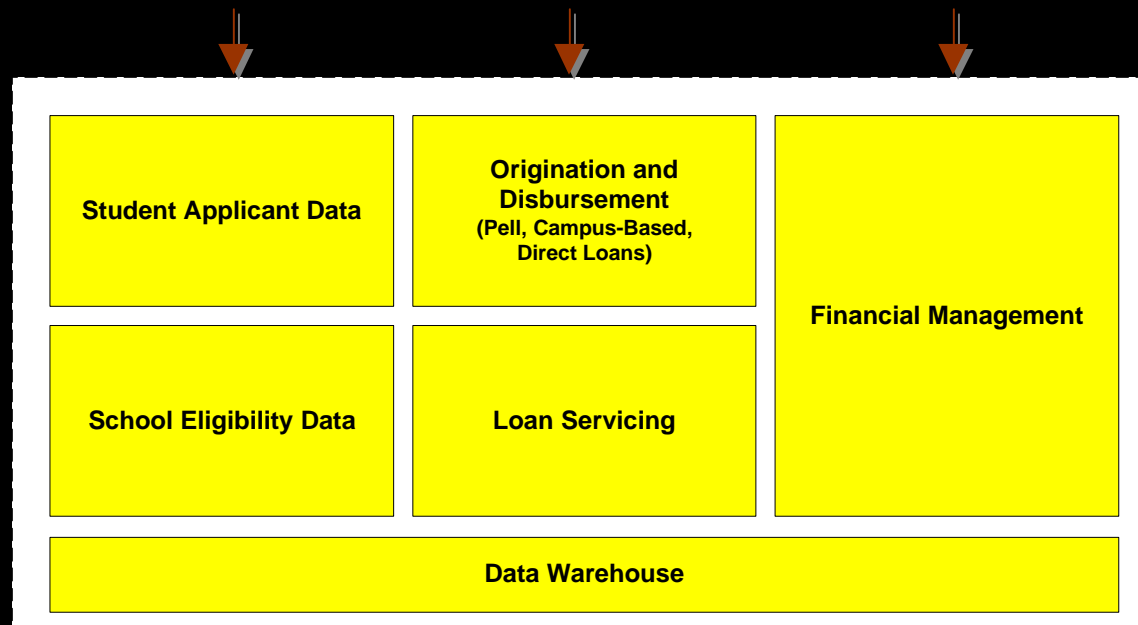 Student Applicant Data
Origination and
Disbursement
(Pell, Campus-Based,
Direct Loans)
Financial Management
School Eligibility Data
Loan Servicing
Data Warehouse